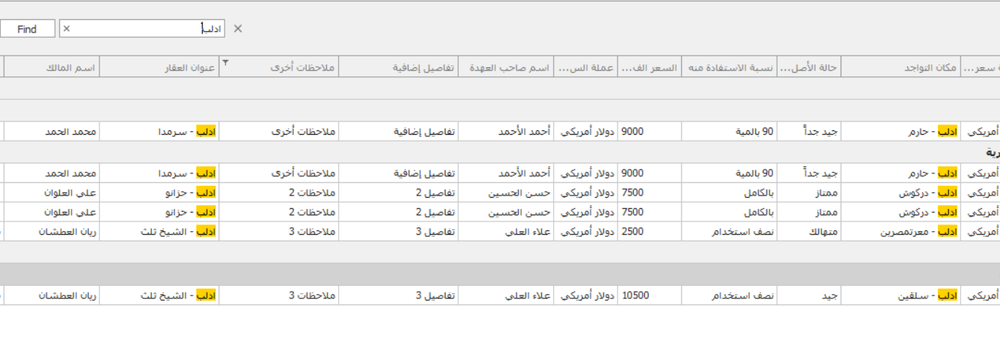 Find × ادلب ×
ة سعر... مكان التواجد حالة الأصل... نسبة الاستفادة منه السعر الف... عملة الس... اسم صاحب العهدة تفاصيل إضافية ملاحظات أخرى عنوان العقار اسم المالك
أمريكي ادلب - حارم جيد جداً 90 بالمية 9000 دولار أمريكي أحمد الأحمد تفاصيل إضافية ملاحظات أخرى ادلب - سرمدا محمد الحمد
رية
أمريكي ادلب - حارم جيد جداً 90 بالمية 9000 دولار أمريكي أحمد الأحمد تفاصيل إضافية ملاحظات أخرى ادلب - سرمدا محمد الحمد
أمريكي ادلب - دركوش ممتاز بالكامل 7500 دولار أمريكي حسن الحسين تفاصيل 2 ملاحظات 2 ادلب - حزانو علي العلوان
أمريكي ادلب - دركوش ممتاز بالكامل 7500 دولار أمريكي حسن الحسين تفاصيل 2 ملاحظات 2 ادلب - حزانو علي العلوان
أمريكي ادلب - معرتمصرين متهالك نصف استخدام 2500 دولار أمريكي علاء العلي تفاصيل 3 ملاحظات 3 ادلب - الشيخ ثلث ريان العطشان
أمريكي ادلب - سلقين جيد نصف استخدام 10500 دولار أمريكي علاء العلي تفاصيل 3 ملاحظات 3 ادلب - الشيخ ثلث ريان العطشان